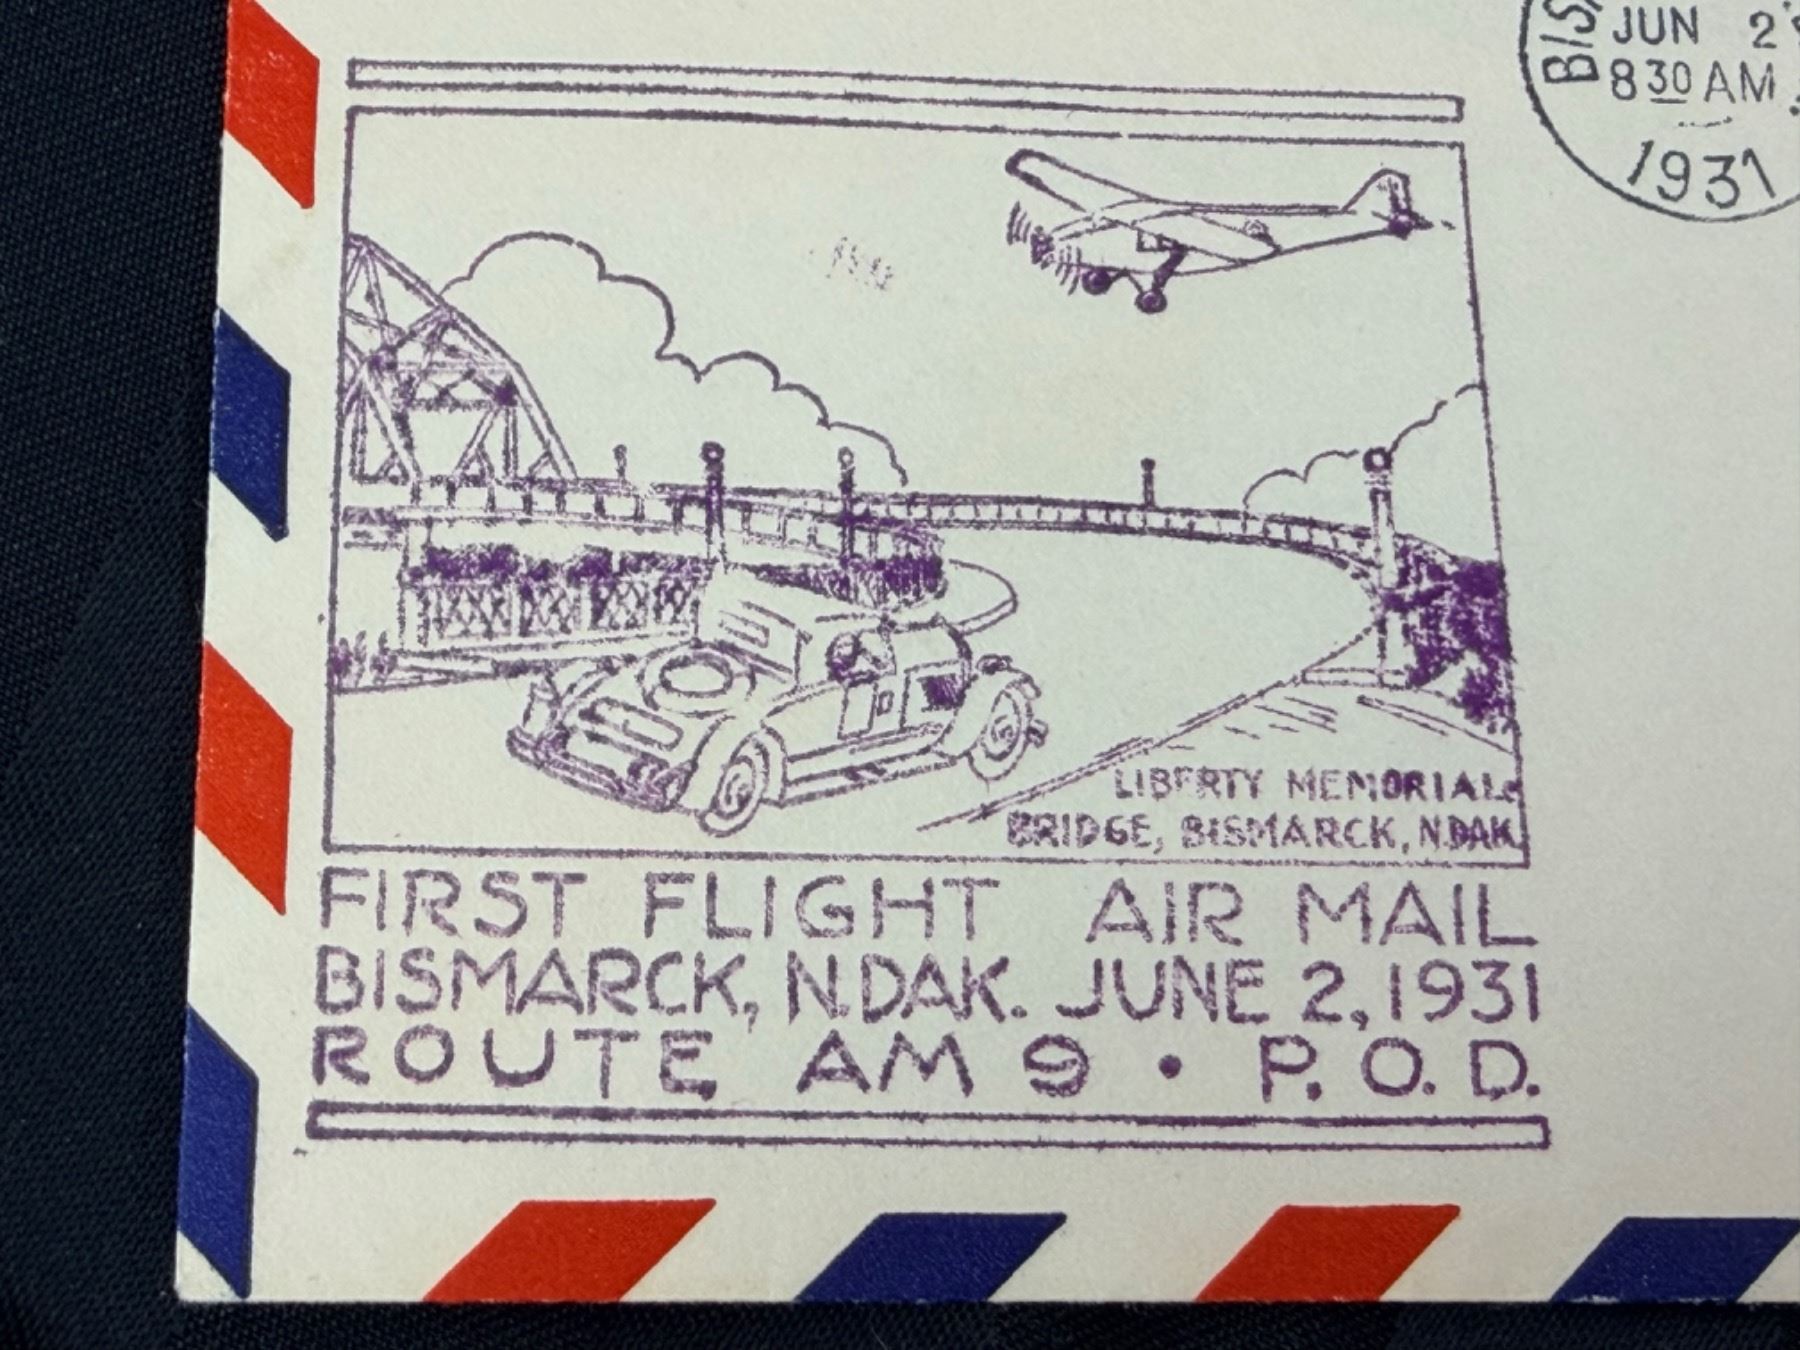 JUN 2
8 30 AM
1931
LIBERTY MEMORIAL
BRIDGE, BISMARCK, N.DAK.
FIRST FLIGHT AIR MAIL
BISMARCK, N.DAK. JUNE 2, 1931
ROUTE AM 9 • P. O. D.